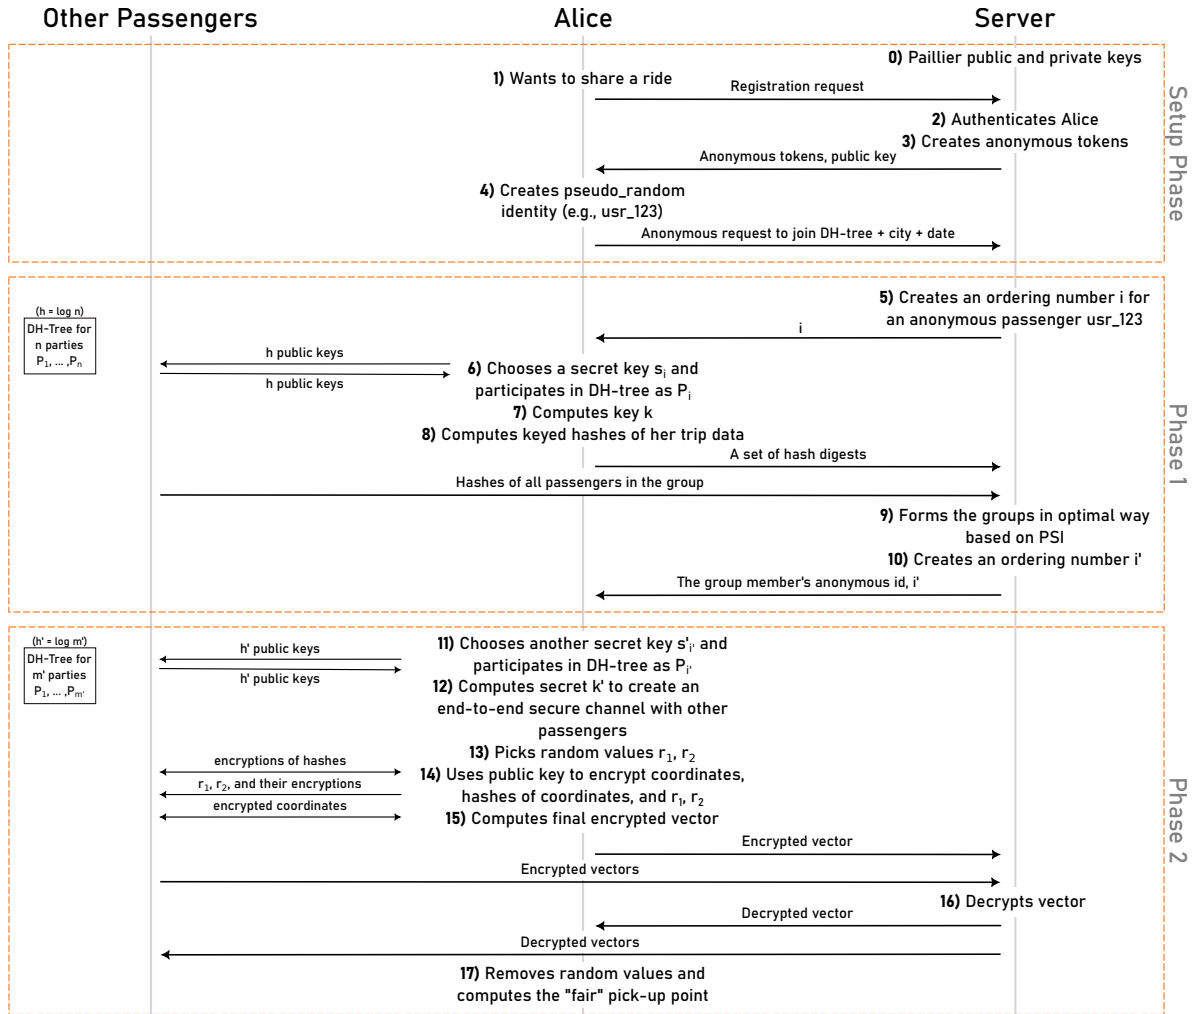 Other Passengers
Alice
Server
Setup Phase
0) Paillier public and private keys
1) Wants to share a ride
Registration request
2) Authenticates Alice
3) Creates anonymous tokens
Anonymous tokens, public key
4) Creates pseudo_random
identity (e.g., usr_123)
Anonymous request to join DH-tree + city + date
Phase 1
5) Creates an ordering number i for
an anonymous passenger usr_123
i
(h = log n)
DH-Tree for
n parties
P₁, ... ,Pₙ
h public keys
h public keys
6) Chooses a secret key sᵢ and
participates in DH-tree as Pᵢ
7) Computes key k
8) Computes keyed hashes of her trip data
A set of hash digests
Hashes of all passengers in the group
9) Forms the groups in optimal way
based on PSI
10) Creates an ordering number i'
The group member's anonymous id, i'
Phase 2
(h' = log m')
DH-Tree for
m' parties
P₁, ... ,Pₘ'
h' public keys
h' public keys
11) Chooses another secret key s'ᵢ' and
participates in DH-tree as Pᵢ'
12) Computes secret k' to create an
end-to-end secure channel with other
passengers
13) Picks random values r₁, r₂
encryptions of hashes
14) Uses public key to encrypt coordinates,
hashes of coordinates, and r₁, r₂
r₁, r₂, and their encryptions
encrypted coordinates
15) Computes final encrypted vector
Encrypted vector
Encrypted vectors
16) Decrypts vector
Decrypted vector
Decrypted vectors
17) Removes random values and
computes the "fair" pick-up point